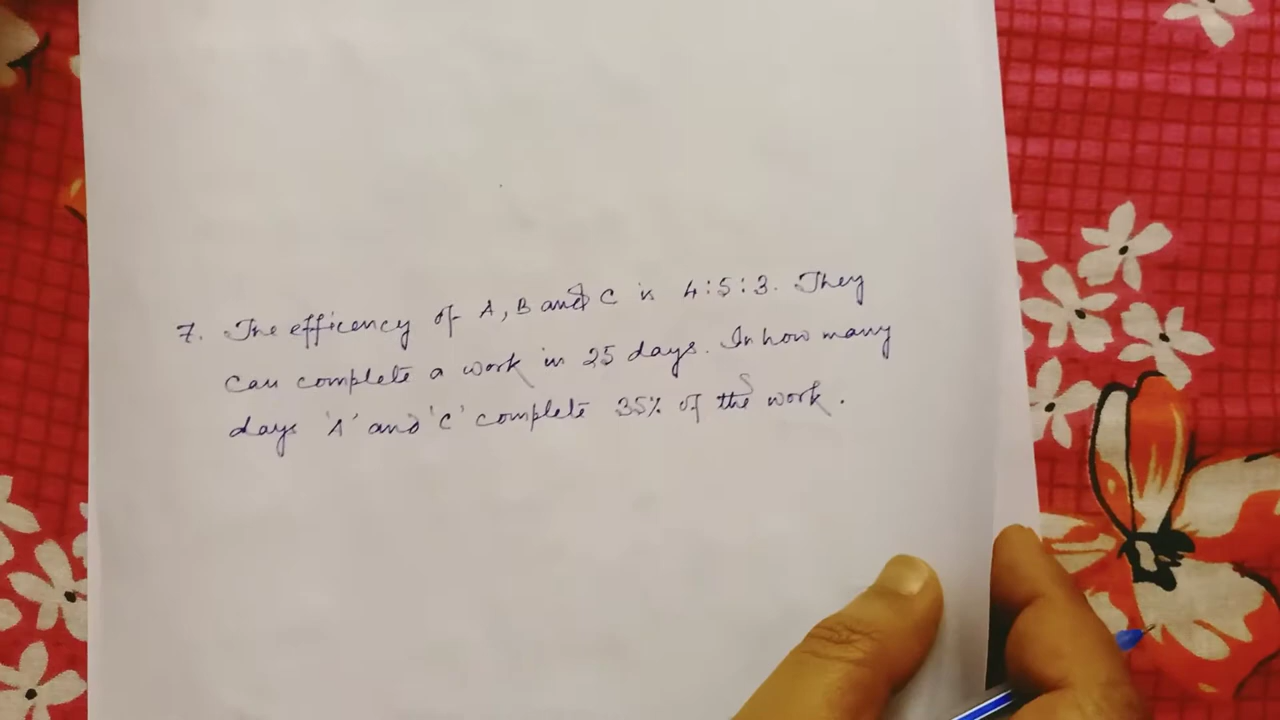 7. The efficency of A, B and C is 4:5:3. They
can complete a work in 25 days. In how many
days 'A' and 'C' complete 35% of the work.